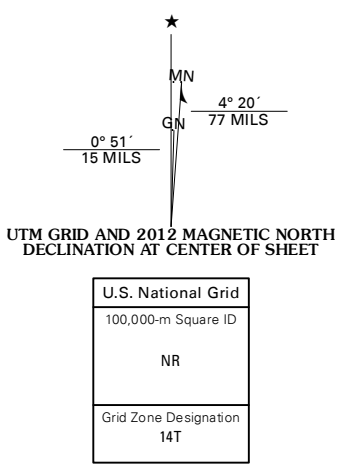 ★
MN
4° 20´
77 MILS
GN
0° 51´
15 MILS
UTM GRID AND 2012 MAGNETIC NORTH
DECLINATION AT CENTER OF SHEET
U.S. National Grid
100,000-m Square ID
NR
Grid Zone Designation
14T